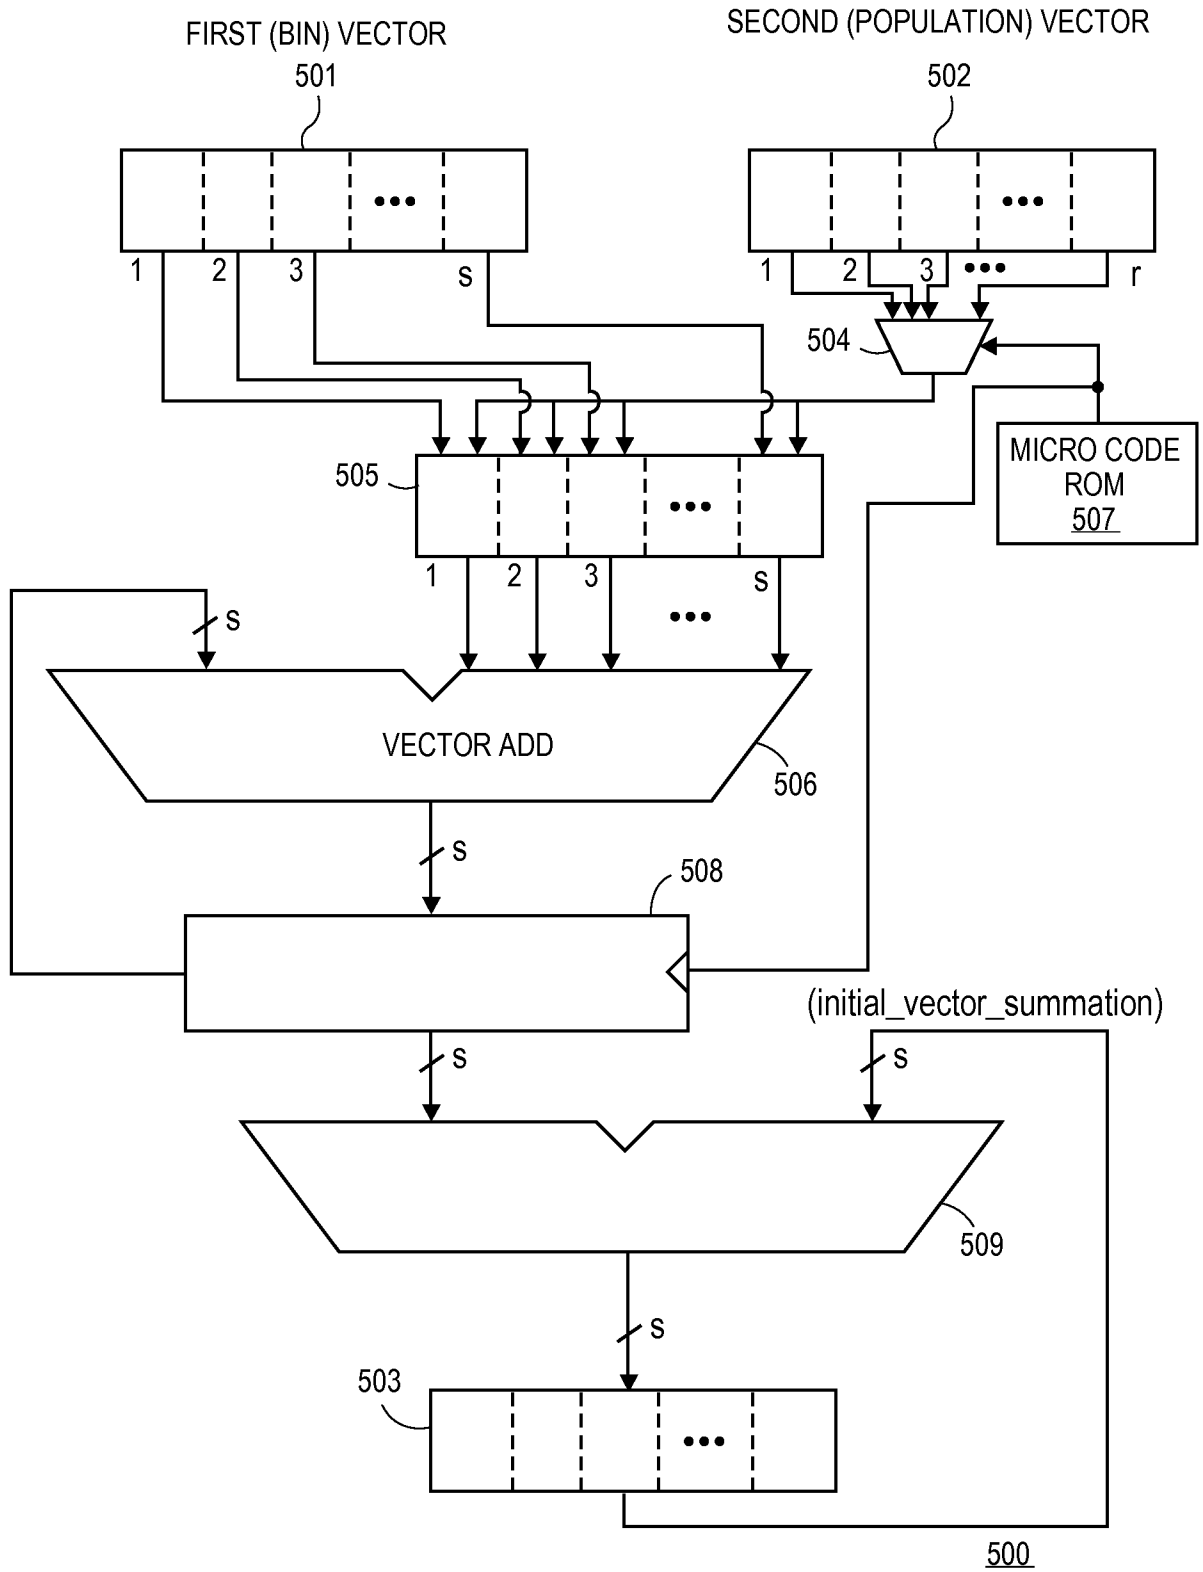 FIRST (BIN) VECTOR
501
SECOND (POPULATION) VECTOR
502
1 2 3 s
1 2 3 r
504
MICRO CODE
ROM
507
505
1 2 3 s
s
VECTOR ADD
506
s
508
(initial_vector_summation)
s
s
509
s
503
500